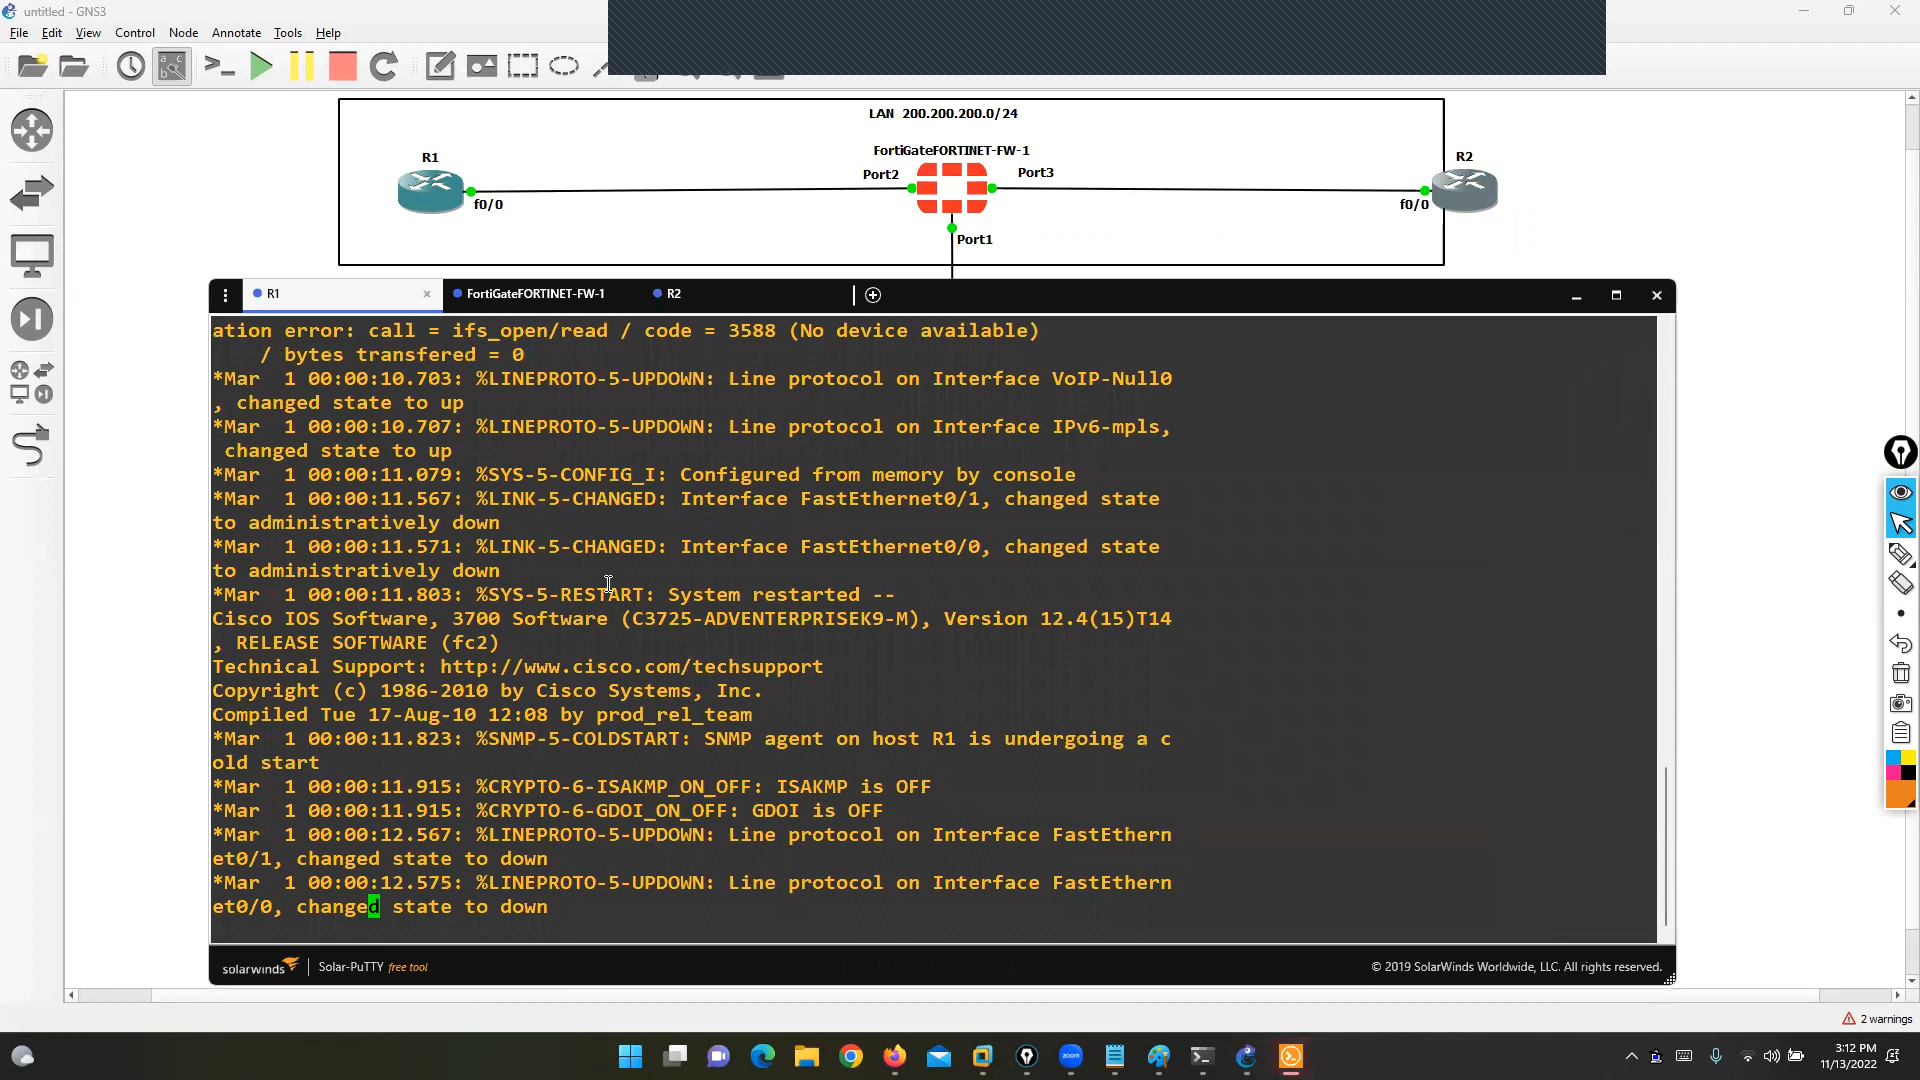 untitled - GNS3
File Edit View Control Node Annotate Tools Help
LAN 200.200.200.0/24
FortiGateFORTINET-FW-1
R1
R2
Port2
Port3
f0/0
f0/0
Port1
R1
FortiGateFORTINET-FW-1
R2
ation error: call = ifs_open/read / code = 3588 (No device available)
/ bytes transfered = 0
*Mar  1 00:00:10.703: %LINEPROTO-5-UPDOWN: Line protocol on Interface VoIP-Null0
, changed state to up
*Mar  1 00:00:10.707: %LINEPROTO-5-UPDOWN: Line protocol on Interface IPv6-mpls,
changed state to up
*Mar  1 00:00:11.079: %SYS-5-CONFIG_I: Configured from memory by console
*Mar  1 00:00:11.567: %LINK-5-CHANGED: Interface FastEthernet0/1, changed state
to administratively down
*Mar  1 00:00:11.571: %LINK-5-CHANGED: Interface FastEthernet0/0, changed state
to administratively down
*Mar  1 00:00:11.803: %SYS-5-RESTART: System restarted --
Cisco IOS Software, 3700 Software (C3725-ADVENTERPRISEK9-M), Version 12.4(15)T14
, RELEASE SOFTWARE (fc2)
Technical Support: http://www.cisco.com/techsupport
Copyright (c) 1986-2010 by Cisco Systems, Inc.
Compiled Tue 17-Aug-10 12:08 by prod_rel_team
*Mar  1 00:00:11.823: %SNMP-5-COLDSTART: SNMP agent on host R1 is undergoing a c
old start
*Mar  1 00:00:11.915: %CRYPTO-6-ISAKMP_ON_OFF: ISAKMP is OFF
*Mar  1 00:00:11.915: %CRYPTO-6-GDOI_ON_OFF: GDOI is OFF
*Mar  1 00:00:12.567: %LINEPROTO-5-UPDOWN: Line protocol on Interface FastEthern
et0/1, changed state to down
*Mar  1 00:00:12.575: %LINEPROTO-5-UPDOWN: Line protocol on Interface FastEthern
et0/0, changed state to down
solarwinds | Solar-PuTTY free tool
© 2019 SolarWinds Worldwide, LLC. All rights reserved.
2 warnings
zoom
3:12 PM
11/13/2022